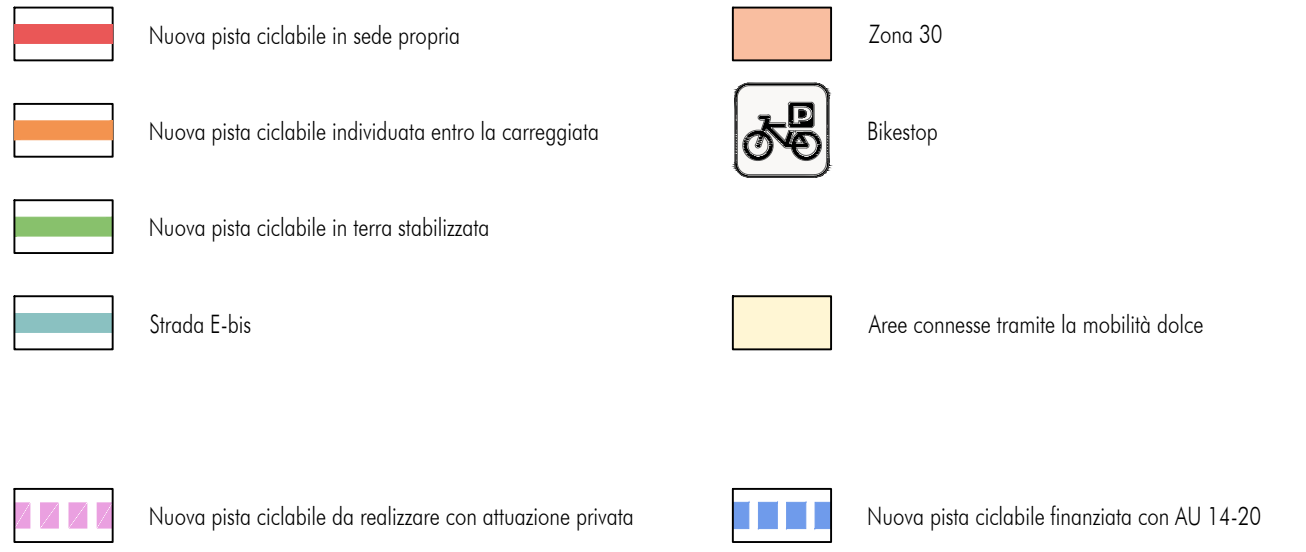 Nuova pista ciclabile in sede propria
Zona 30
Nuova pista ciclabile individuata entro la carreggiata
P
Bikestop
Nuova pista ciclabile in terra stabilizzata
Strada E-bis
Aree connesse tramite la mobilità dolce
Nuova pista ciclabile da realizzare con attuazione privata
Nuova pista ciclabile finanziata con AU 14-20